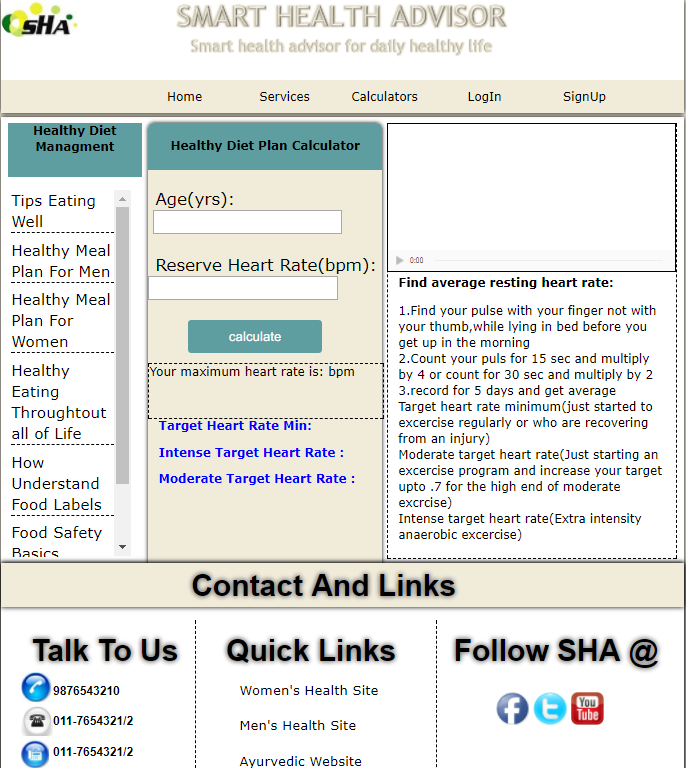 SHA
SMART HEALTH ADVISOR
Smart health advisor for daily healthy life
Home Services Calculators LogIn SignUp
Healthy Diet
Managment
Tips Eating
Well
Healthy Meal
Plan For Men
Healthy Meal
Plan For
Women
Healthy
Eating
Throughtout
all of Life
How
Understand
Food Labels
Food Safety
Basics
Healthy Diet Plan Calculator
Age(yrs):
Reserve Heart Rate(bpm):
calculate
Your maximum heart rate is: bpm
Target Heart Rate Min:
Intense Target Heart Rate :
Moderate Target Heart Rate :
0:00
Find average resting heart rate:
1.Find your pulse with your finger not with
your thumb,while lying in bed before you
get up in the morning
2.Count your puls for 15 sec and multiply
by 4 or count for 30 sec and multiply by 2
3.record for 5 days and get average
Target heart rate minimum(just started to
excercise regularly or who are recovering
from an injury)
Moderate target heart rate(Just starting an
excercise program and increase your target
upto .7 for the high end of moderate
excrcise)
Intense target heart rate(Extra intensity
anaerobic excercise)
Contact And Links
Talk To Us
9876543210
011-7654321/2
011-7654321/2
Quick Links
Women's Health Site
Men's Health Site
Ayurvedic Website
Follow SHA @
You
Tube